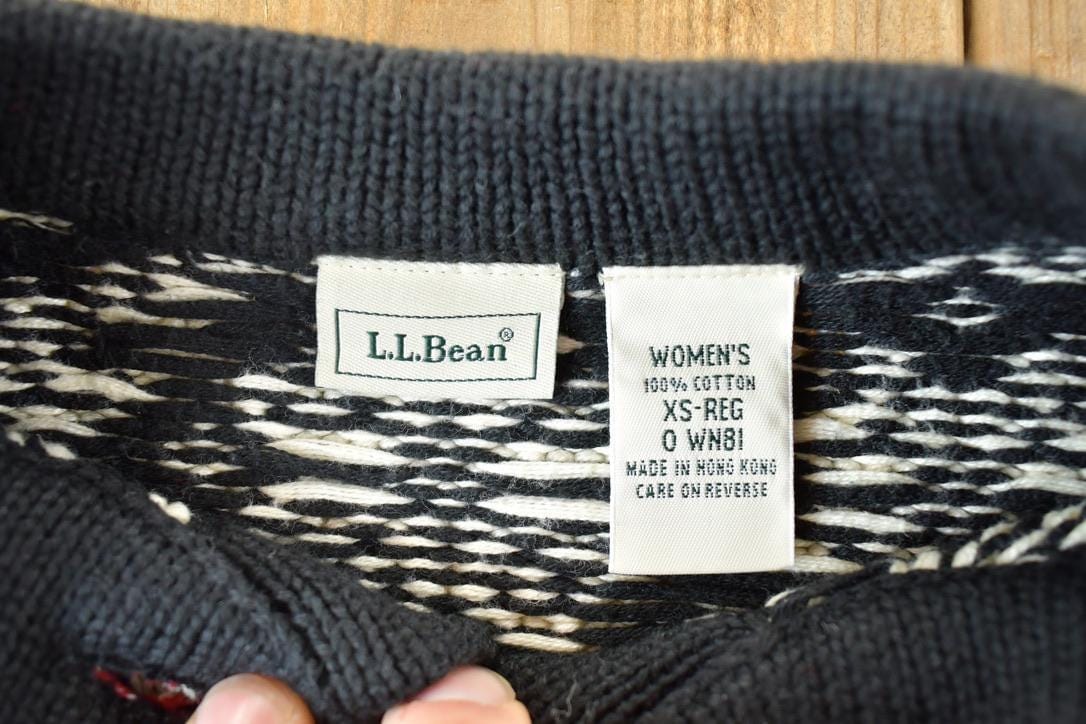 L.L.Bean®
WOMEN'S
100% COTTON
XS-REG
0 WN81
MADE IN HONG KONG
CARE ON REVERSE